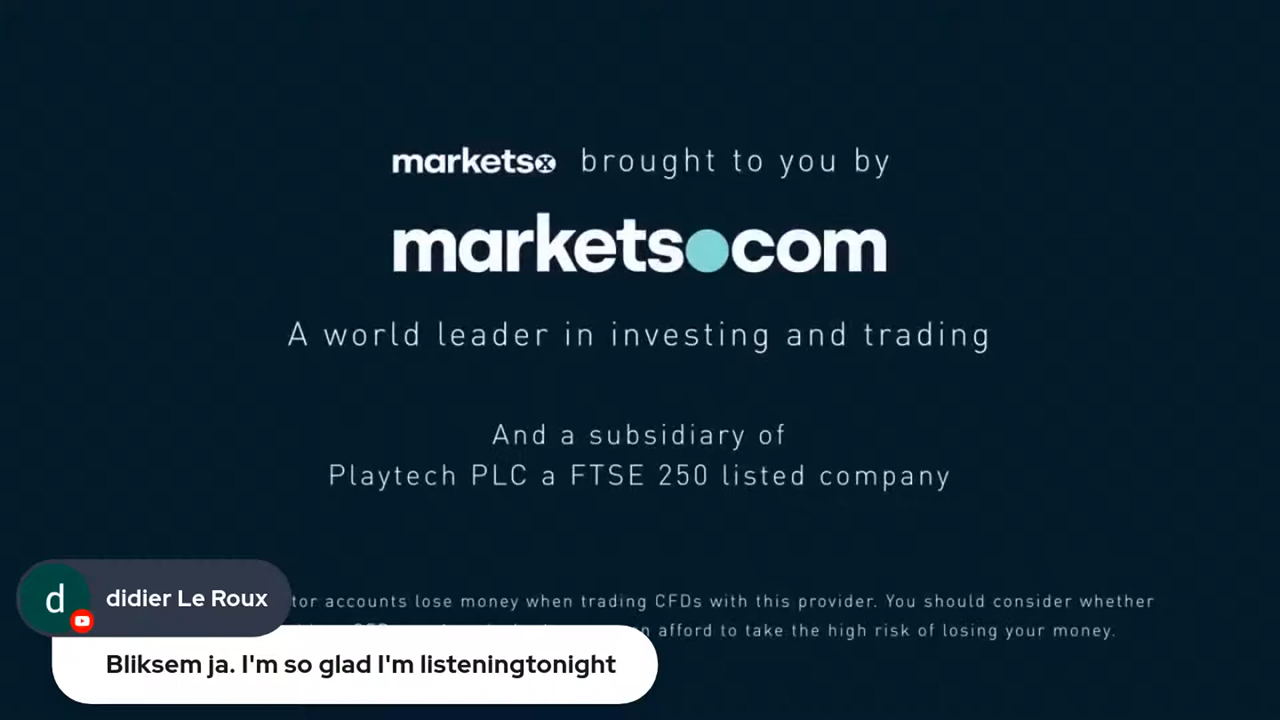 marketsx brought to you by
markets.com
A world leader in investing and trading
And a subsidiary of
Playtech PLC a FTSE 250 listed company
accounts lose money when trading CFDs with this provider. You should consider whether
afford to take the high risk of losing your money.
d
didier Le Roux
Bliksem ja. I'm so glad I'm listeningtonight